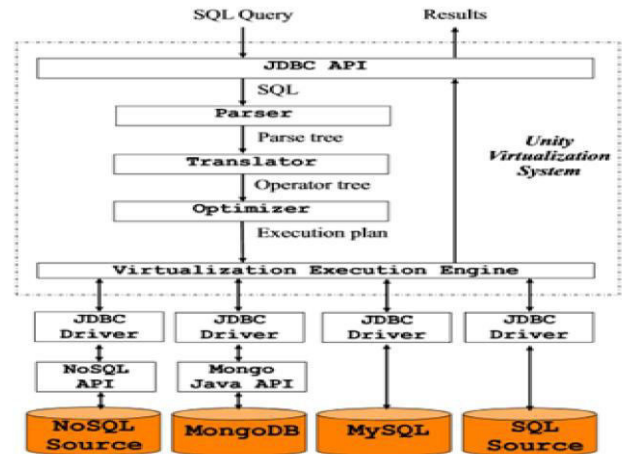 SQL Query
Results
JDBC API
SQL
Parser
Parse tree
Translator
Operator tree
Optimizer
Execution plan
Unity
Virtualization
System
Virtualization Execution Engine
JDBC
Driver
JDBC
Driver
JDBC
Driver
JDBC
Driver
NoSQL
API
Mongo
Java API
NoSQL
Source
MongoDB
MySQL
SQL
Source